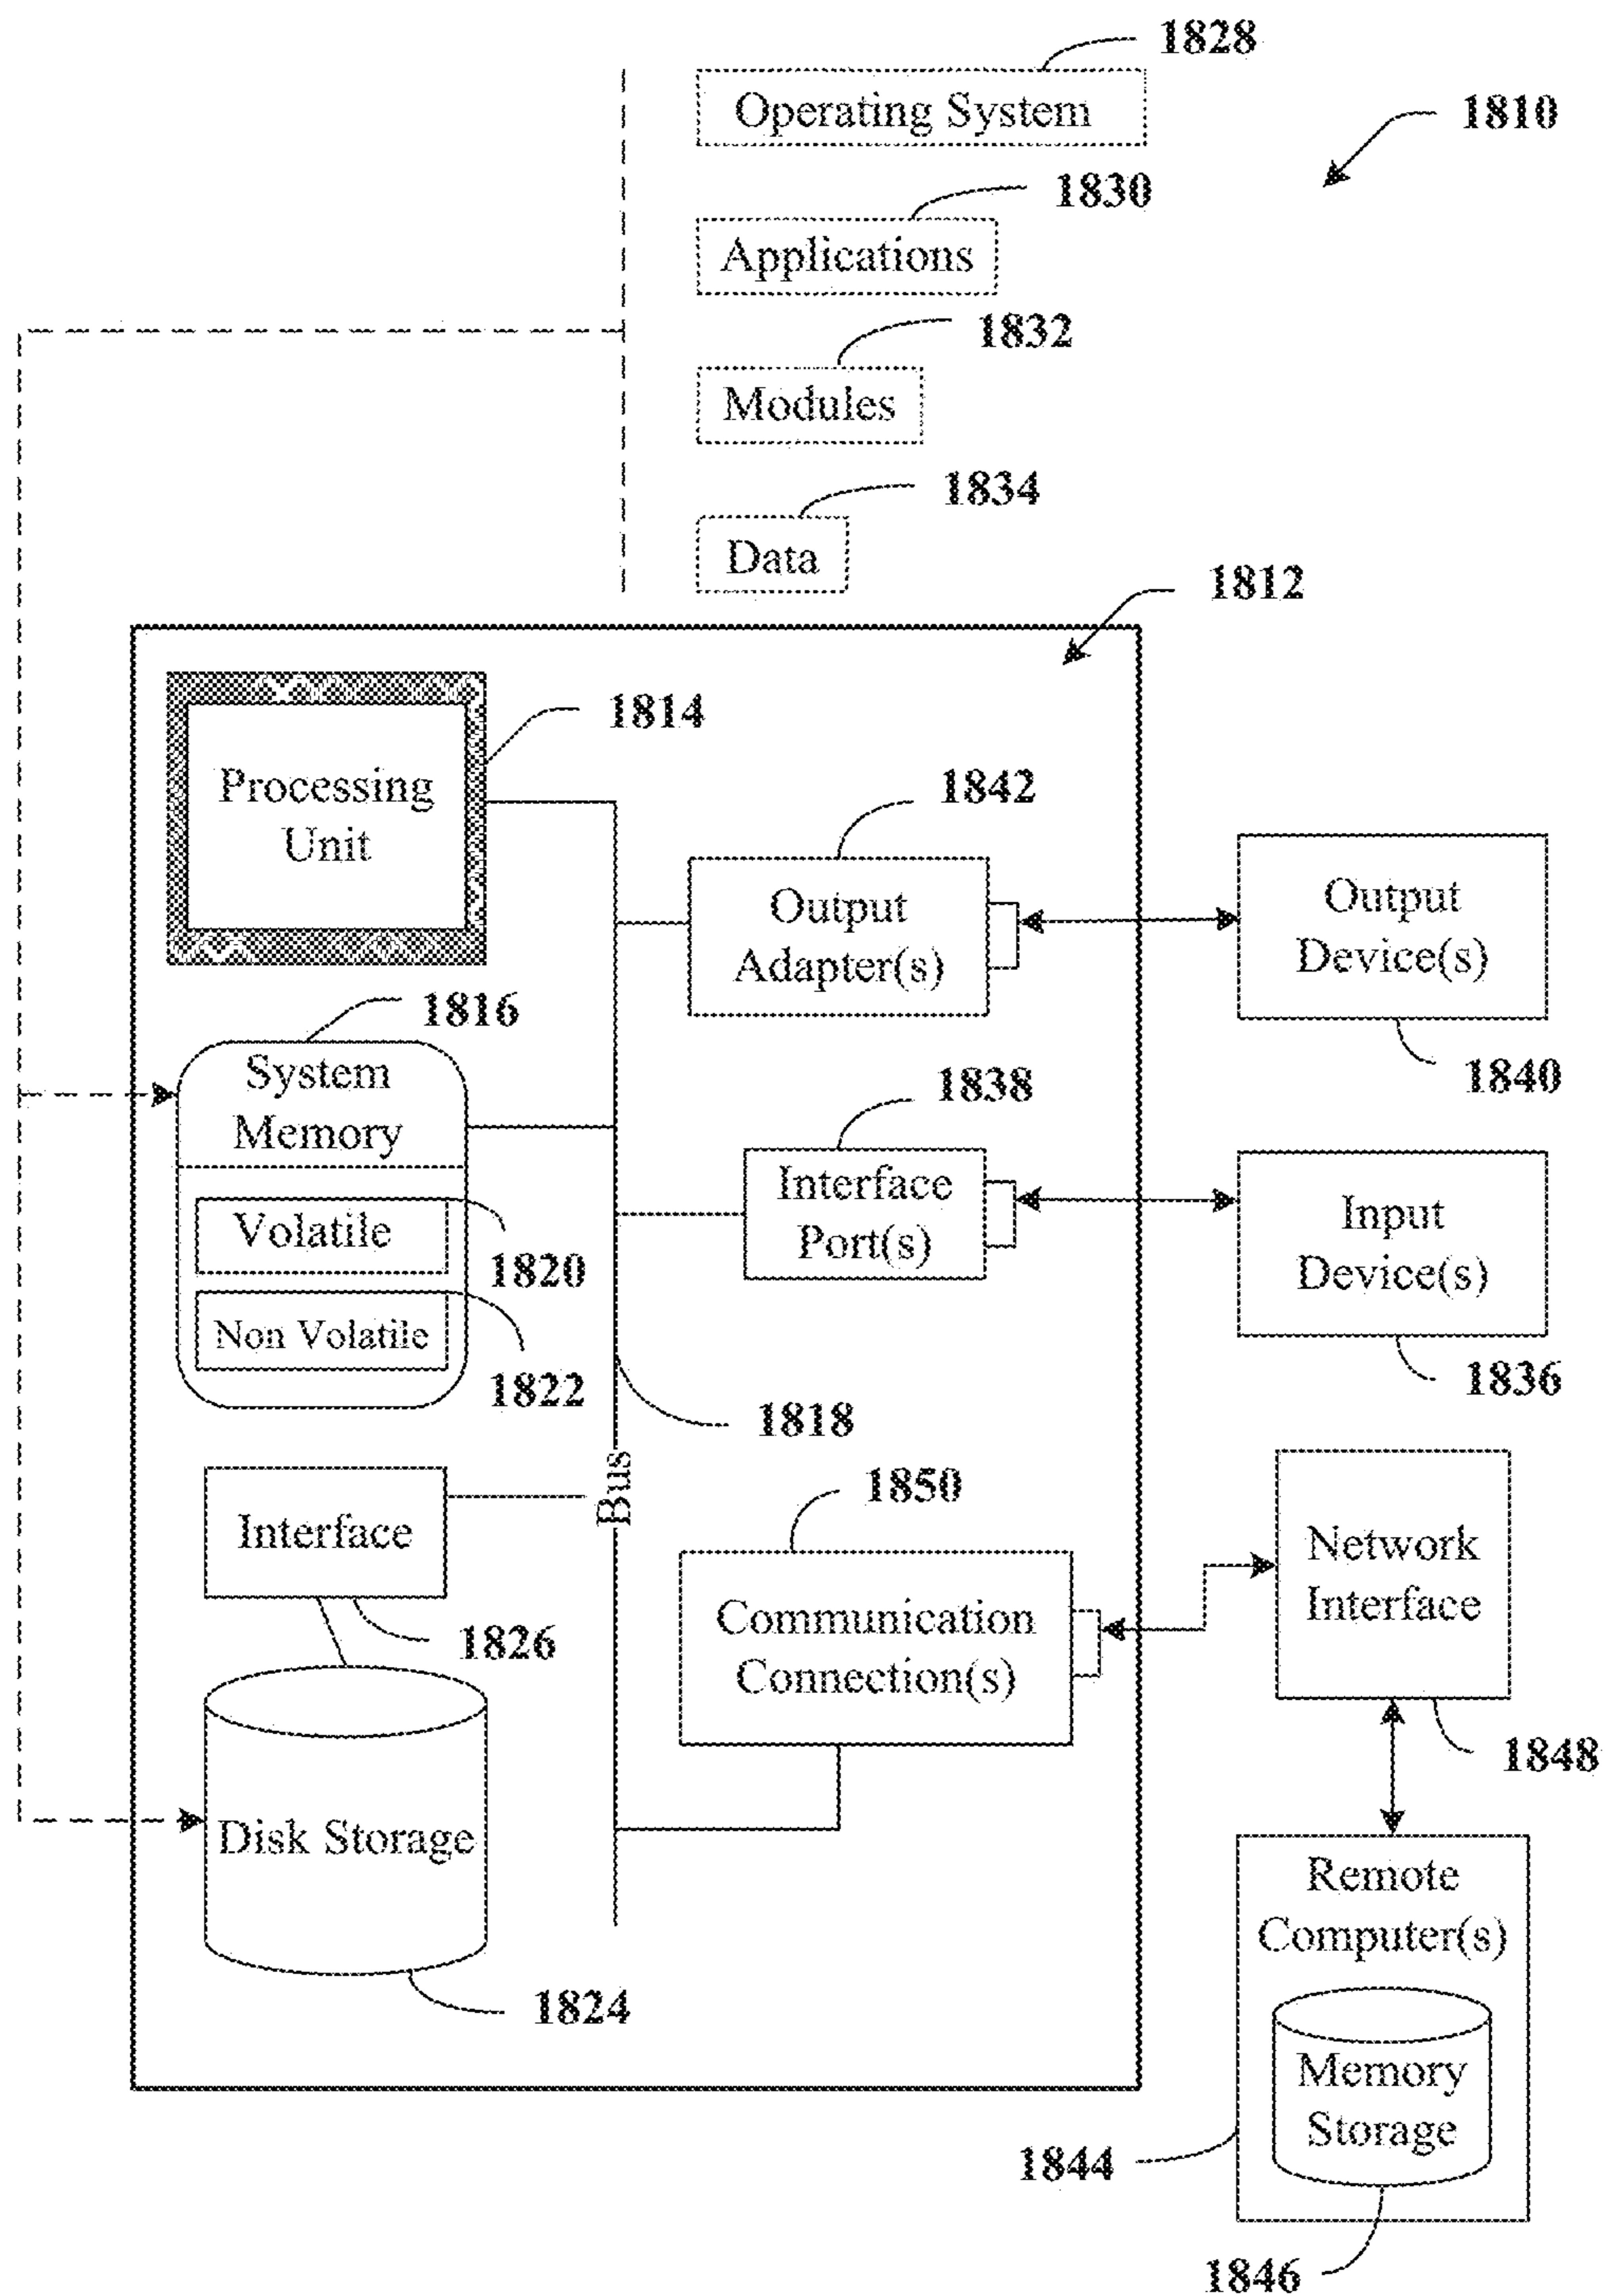 1828
Operating System
1810
1830
Applications
1832
Modules
1834
Data
1812
1814
Processing
Unit
1842
Output
Adapter(s)
Output
Device(s)
1840
1816
System
Memory
1838
Interface
Port(s)
Input
Device(s)
1836
Volatile
1820
Non Volatile
1822
1818
Bus
1850
Interface
1826
Communication
Connection(s)
Network
Interface
1848
Disk Storage
1824
Remote
Computer(s)
Memory
Storage
1844
1846